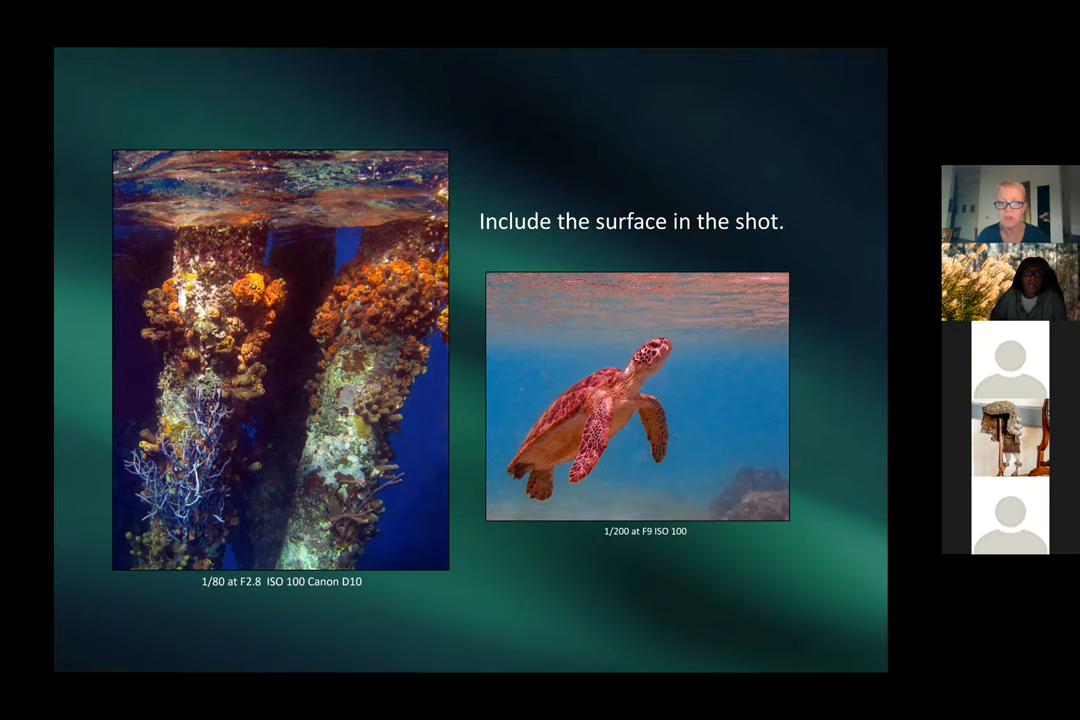 Include the surface in the shot.
1/200 at F9 ISO 100
1/80 at F2.8  ISO 100 Canon D10